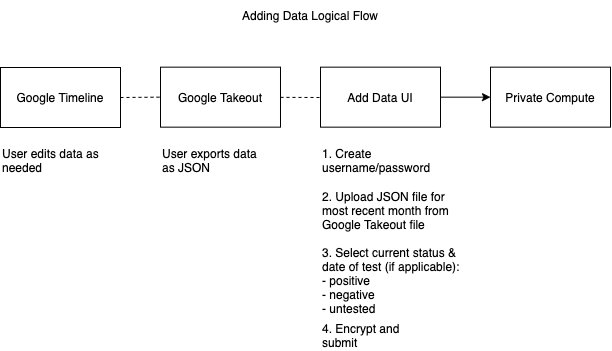 Adding Data Logical Flow
Google Timeline
Google Takeout
Add Data UI
Private Compute
User edits data as
needed
User exports data
as JSON
1. Create
username/password
2. Upload JSON file for
most recent month from
Google Takeout file
3. Select current status &
date of test (if applicable):
- positive
- negative
- untested
4. Encrypt and
submit